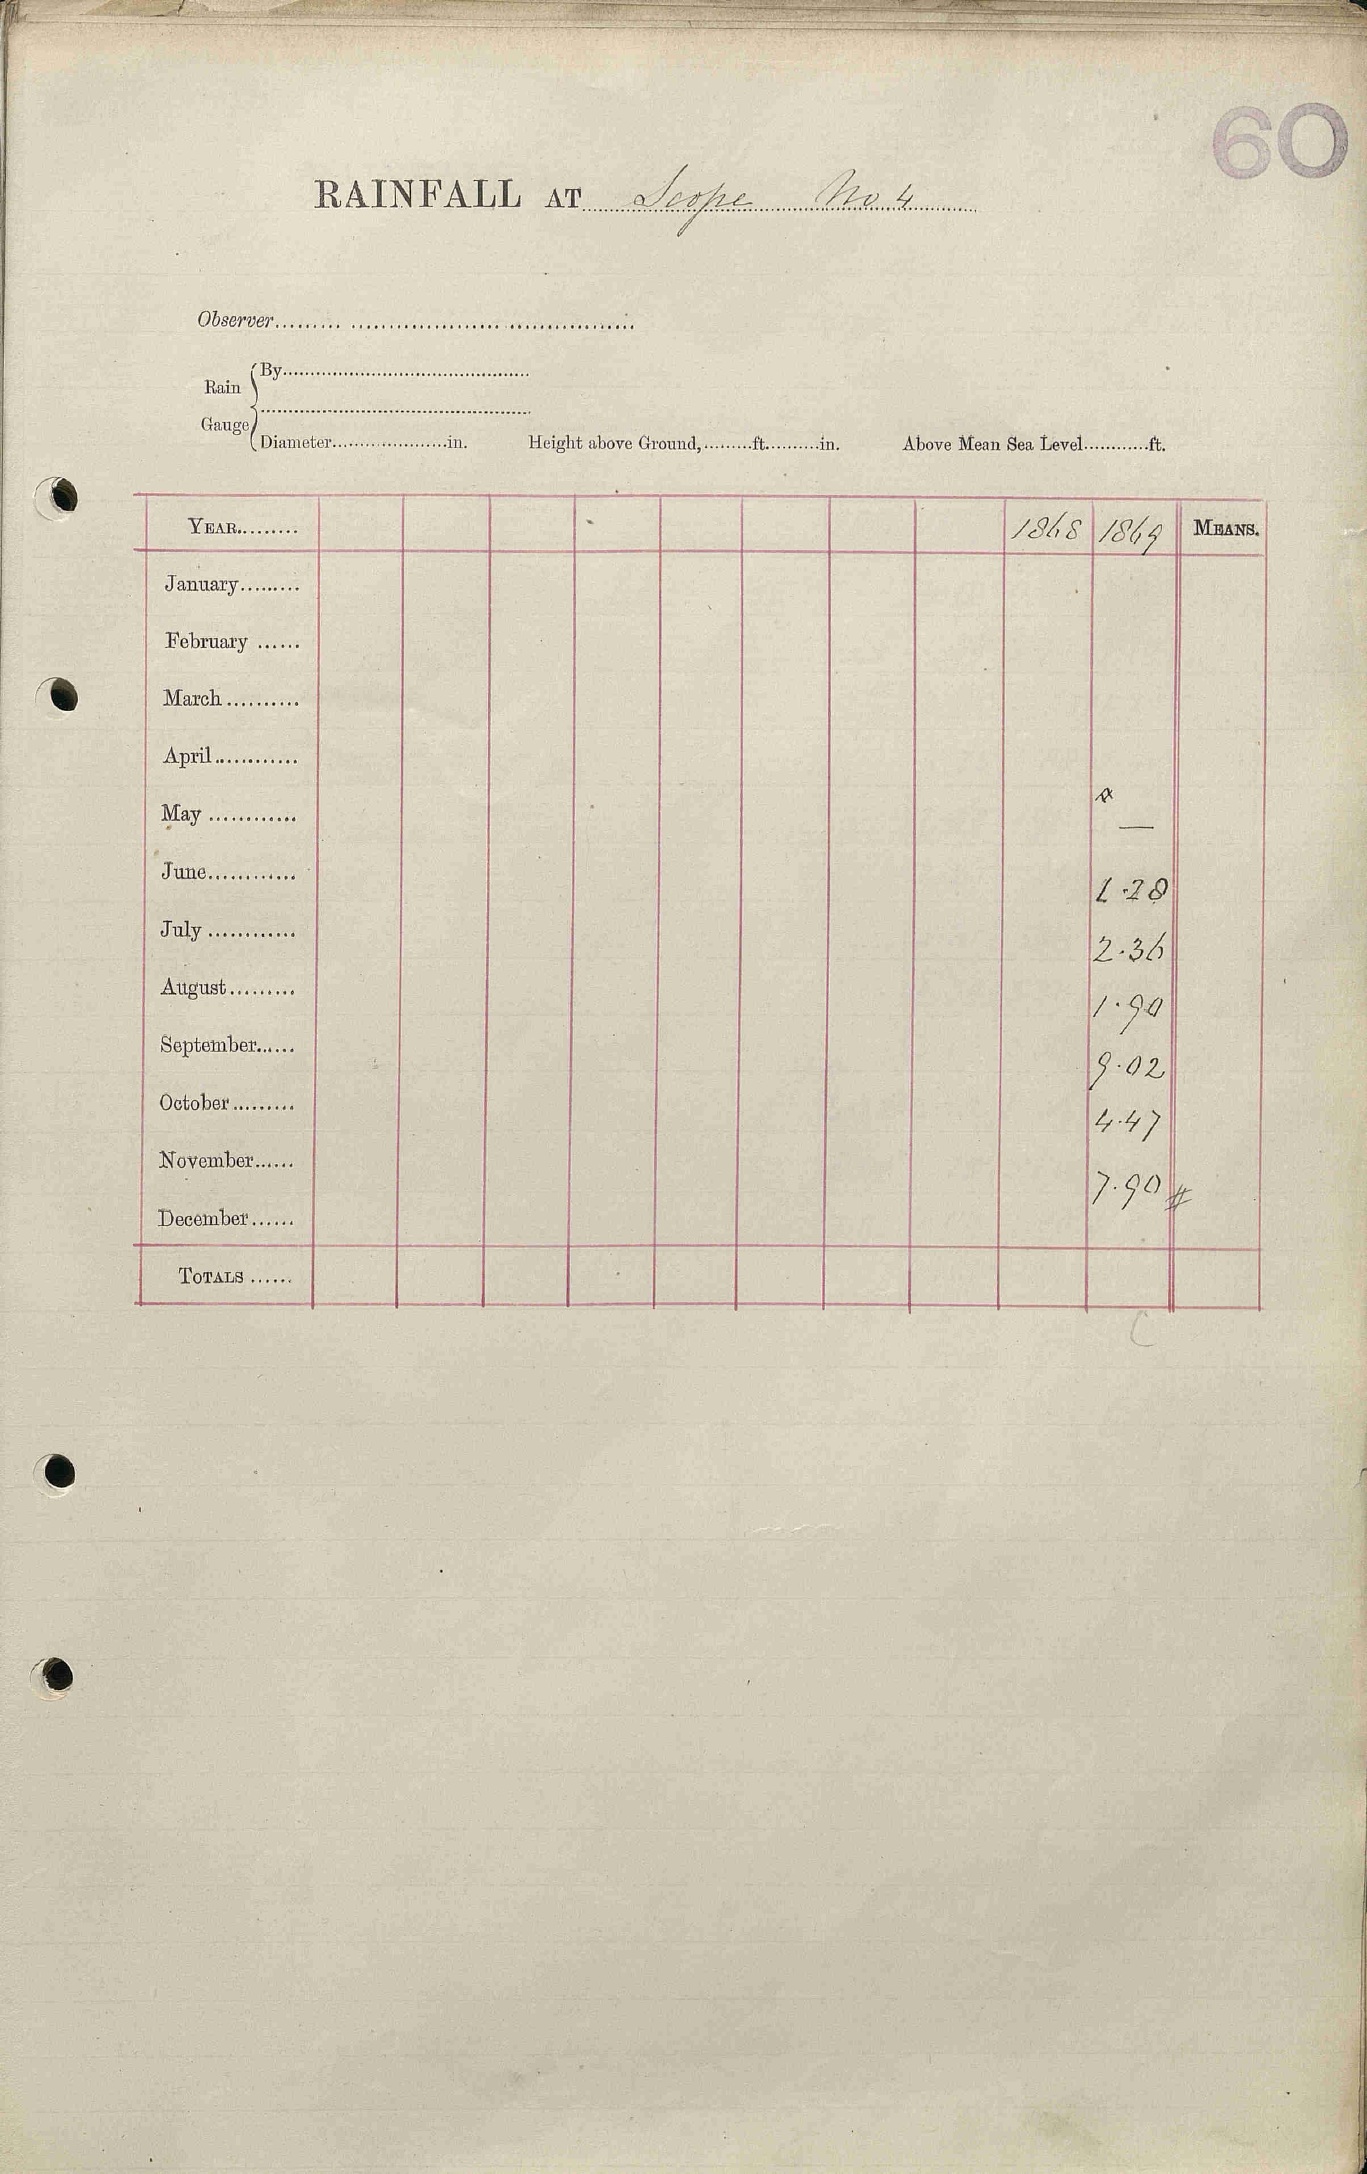 60
RAINFALL AT Scope No 4
Observer
Rain Gauge
By
Diameter in. Height above Ground, ft. in. Above Mean Sea Level ft.
YEAR 1868 1869 MEANS.
January
February
March
April
May —
June 1.28
July 2.36
August 1.90
September 9.02
October 4.47
November 7.90 #
December
TOTALS